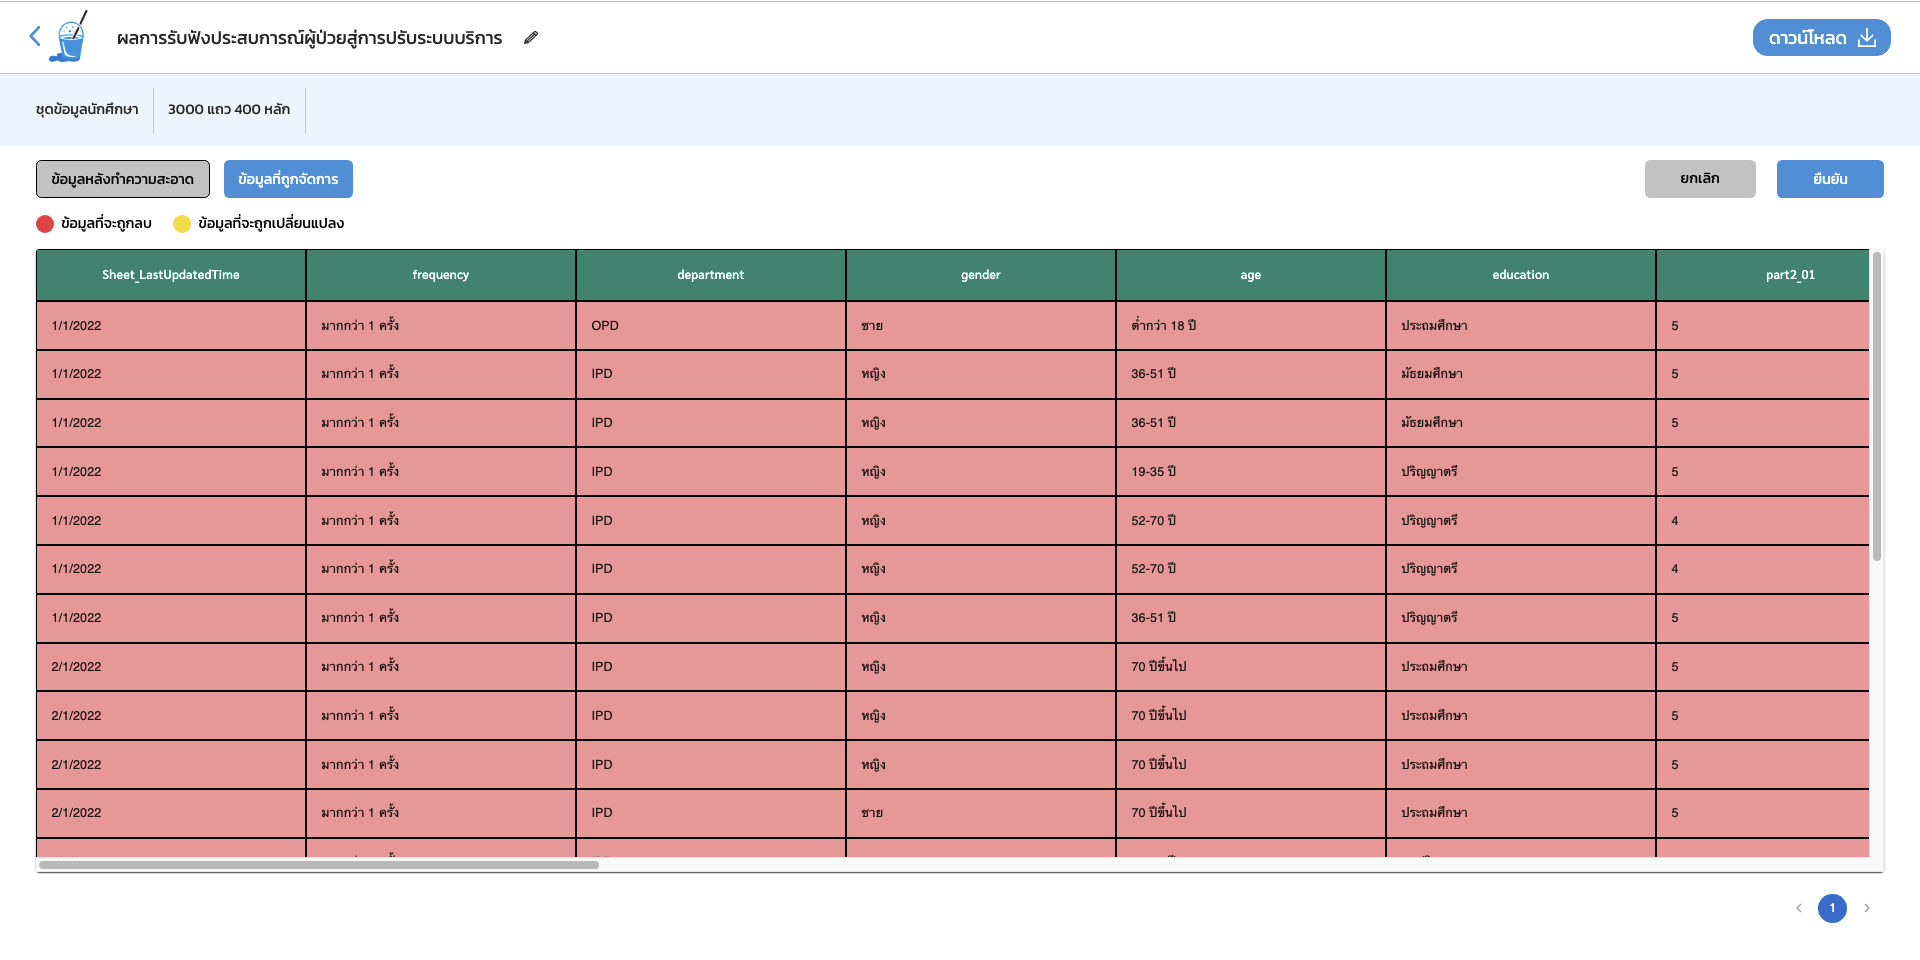 ผลการรับฟังประสบการณ์ผู้ป่วยสู่การปรับระบบบริการ
ดาวน์โหลด
ชุดข้อมูลนักศึกษา 3000 แถว 400 หลัก
ข้อมูลหลังทำความสะอาด ข้อมูลที่ถูกจัดการ ยกเลิก ยืนยัน
ข้อมูลที่จะถูกลบ ข้อมูลที่จะถูกเปลี่ยนแปลง
Sheet_LastUpdatedTime frequency department gender age education part2_01
1/1/2022 มากกว่า 1 ครั้ง OPD ชาย ต่ำกว่า 18 ปี ประถมศึกษา 5
1/1/2022 มากกว่า 1 ครั้ง IPD หญิง 36-51 ปี มัธยมศึกษา 5
1/1/2022 มากกว่า 1 ครั้ง IPD หญิง 36-51 ปี มัธยมศึกษา 5
1/1/2022 มากกว่า 1 ครั้ง IPD หญิง 19-35 ปี ปริญญาตรี 5
1/1/2022 มากกว่า 1 ครั้ง IPD หญิง 52-70 ปี ปริญญาตรี 4
1/1/2022 มากกว่า 1 ครั้ง IPD หญิง 52-70 ปี ปริญญาตรี 4
1/1/2022 มากกว่า 1 ครั้ง IPD หญิง 36-51 ปี ปริญญาตรี 5
2/1/2022 มากกว่า 1 ครั้ง IPD หญิง 70 ปีขึ้นไป ประถมศึกษา 5
2/1/2022 มากกว่า 1 ครั้ง IPD หญิง 70 ปีขึ้นไป ประถมศึกษา 5
2/1/2022 มากกว่า 1 ครั้ง IPD หญิง 70 ปีขึ้นไป ประถมศึกษา 5
2/1/2022 มากกว่า 1 ครั้ง IPD ชาย 70 ปีขึ้นไป ประถมศึกษา 5
1